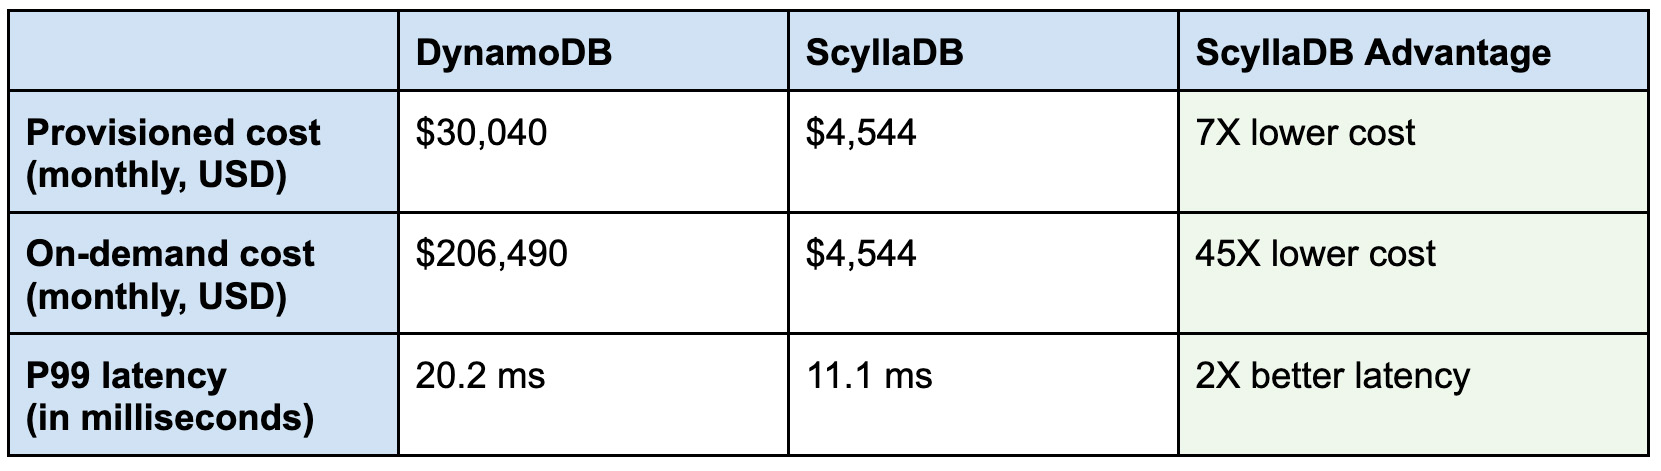 DynamoDB ScyllaDB ScyllaDB Advantage
Provisioned cost $30,040 $4,544 7X lower cost
(monthly, USD)
On-demand cost $206,490 $4,544 45X lower cost
(monthly, USD)
P99 latency 20.2 ms 11.1 ms 2X better latency
(in milliseconds)